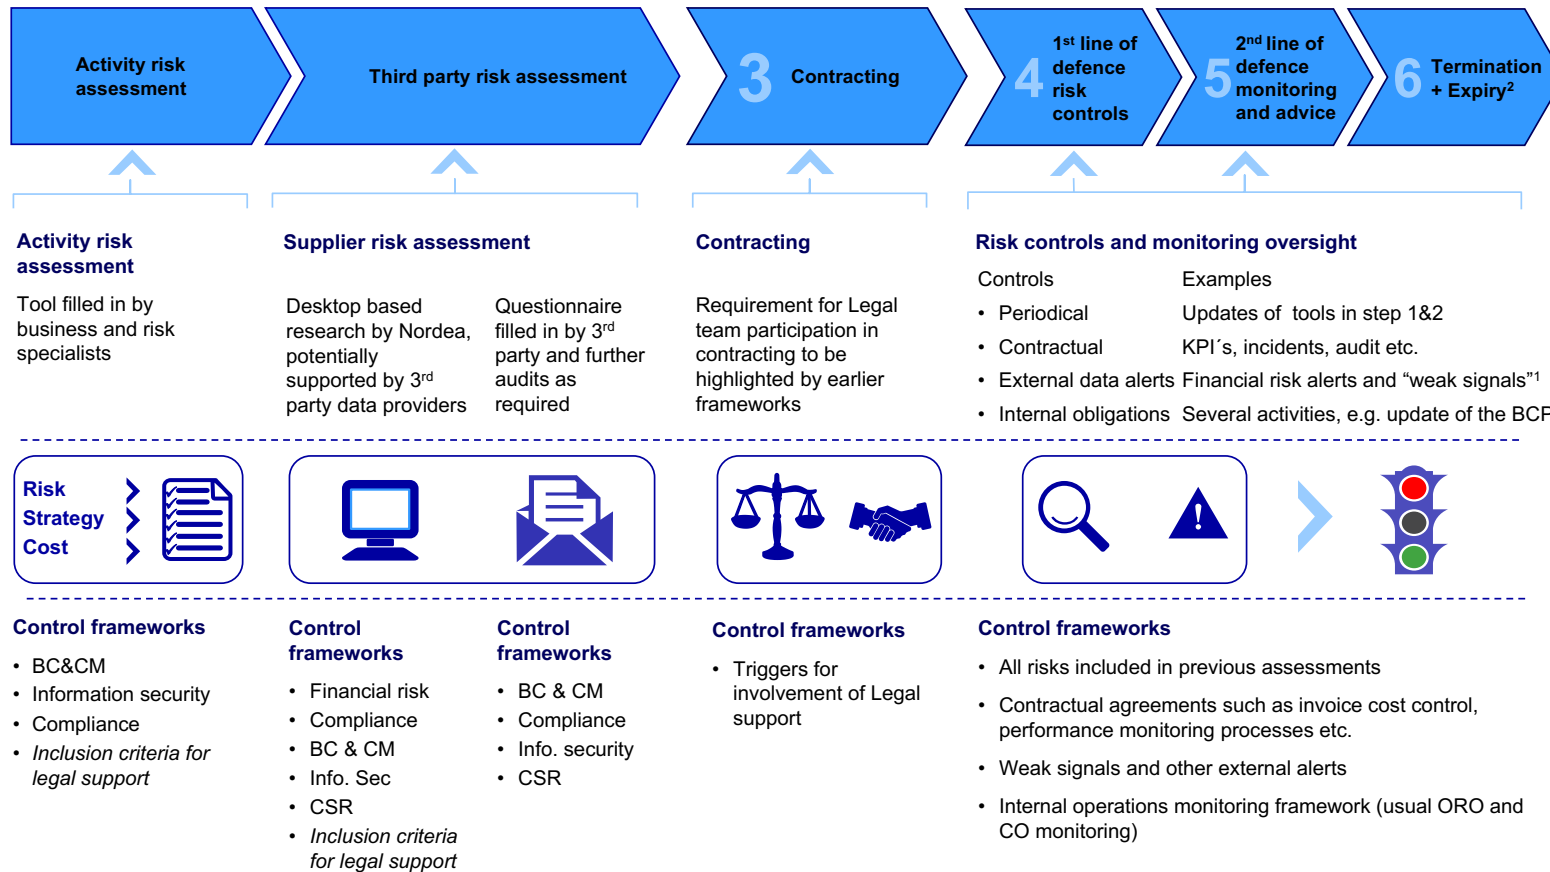 Activity risk
assessment
Third party risk assessment
3 Contracting
4 1st line of
defence
risk
controls
5 2nd line of
defence
monitoring
and advice
6 Termination
+ Expiry2
Activity risk
assessment
Tool filled in by
business and risk
specialists
Supplier risk assessment
Desktop based
research by Nordea,
potentially
supported by 3rd
party data providers
Questionnaire
filled in by 3rd
party and further
audits as
required
Contracting
Requirement for Legal
team participation in
contracting to be
highlighted by earlier
frameworks
Risk controls and monitoring oversight
Controls Examples
• Periodical Updates of tools in step 1&2
• Contractual KPI´s, incidents, audit etc.
• External data alerts Financial risk alerts and “weak signals”1
• Internal obligations Several activities, e.g. update of the BCP
Risk
Strategy
Cost
Control frameworks
• BC&CM
• Information security
• Compliance
• Inclusion criteria for
legal support
Control
frameworks
• Financial risk
• Compliance
• BC & CM
• Info. Sec
• CSR
• Inclusion criteria
for legal support
Control
frameworks
• BC & CM
• Compliance
• Info. security
• CSR
Control frameworks
• Triggers for
involvement of Legal
support
Control frameworks
• All risks included in previous assessments
• Contractual agreements such as invoice cost control,
performance monitoring processes etc.
• Weak signals and other external alerts
• Internal operations monitoring framework (usual ORO and
CO monitoring)